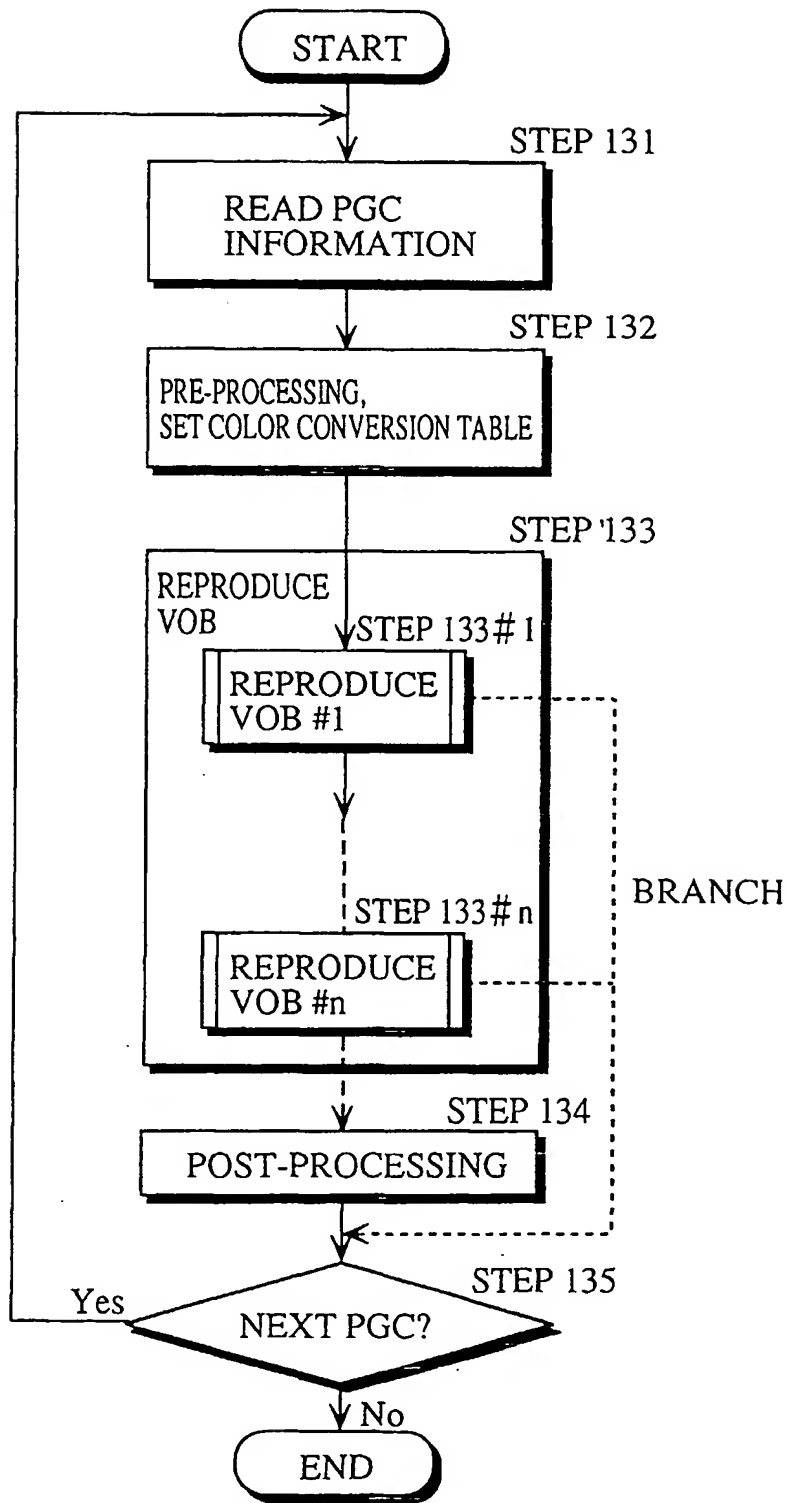 START
STEP 131
READ PGC
INFORMATION
STEP 132
PRE-PROCESSING,
SET COLOR CONVERSION TABLE
STEP 133
REPRODUCE
VOB
STEP 133#1
REPRODUCE
VOB #1
BRANCH
STEP 133#n
REPRODUCE
VOB #n
STEP 134
POST-PROCESSING
STEP 135
Yes
NEXT PGC?
No
END